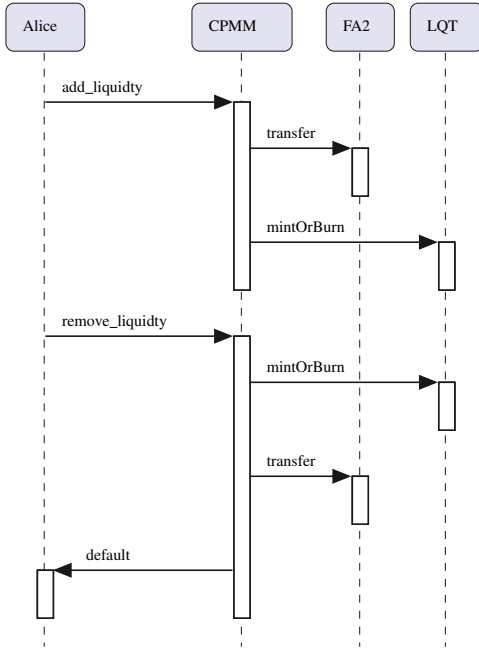 Alice
CPMM
FA2
LQT
add_liquidty
transfer
mintOrBurn
remove_liquidty
mintOrBurn
transfer
default